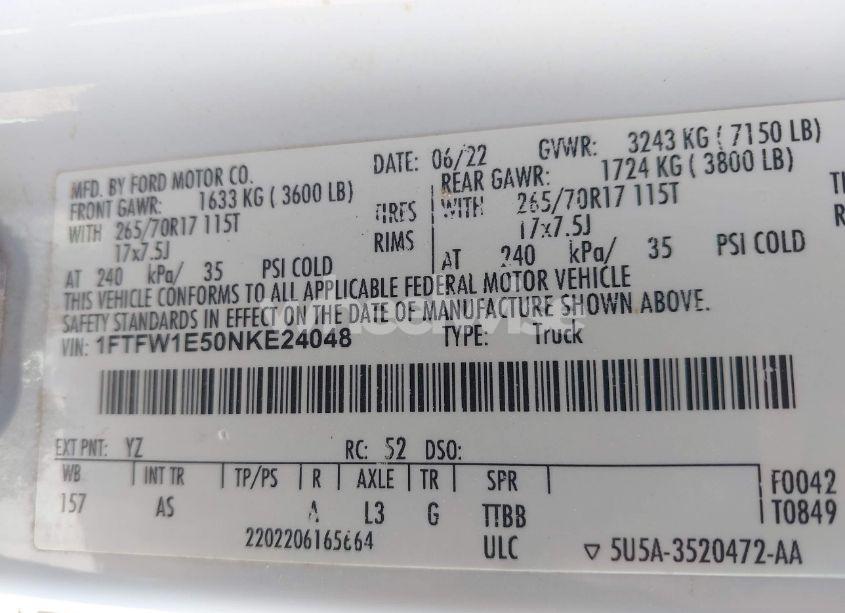 MFD. BY FORD MOTOR CO. DATE: 06/22 GVWR: 3243 KG ( 7150 LB)
FRONT GAWR: 1633 KG ( 3600 LB) REAR GAWR: 1724 KG ( 3800 LB)
WITH 265/70R17 115T TIRES WITH 265/70R17 115T
17x7.5J RIMS 17x7.5J
AT 240 kPa/ 35 PSI COLD AT 240 kPa/ 35 PSI COLD
THIS VEHICLE CONFORMS TO ALL APPLICABLE FEDERAL MOTOR VEHICLE
SAFETY STANDARDS IN EFFECT ON THE DATE OF MANUFACTURE SHOWN ABOVE.
VIN: 1FTFW1E50NKE24048 TYPE: Truck
EXT PNT: YZ RC: 52 DSO:
WB INT TR TP/PS R AXLE TR SPR F0042
157 AS A L3 G TTBB T0849
ULC ▽ 5U5A-3520472-AA